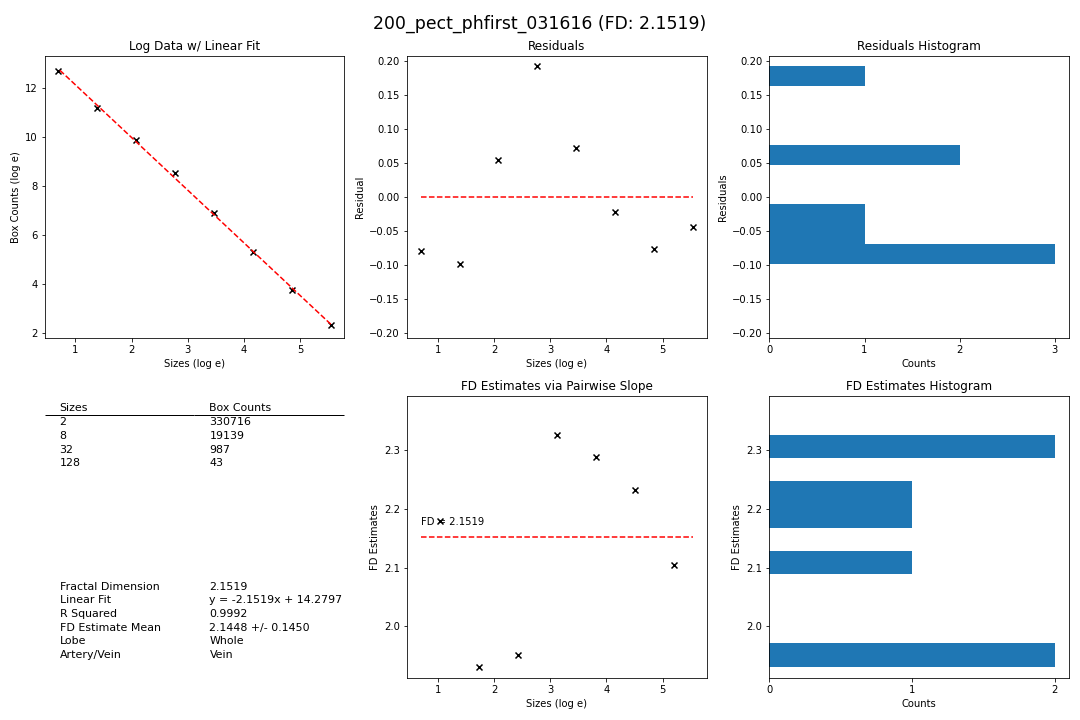 200_pect_phfirst_031616 (FD: 2.1519)
Log Data w/ Linear Fit
12
10
8
6
4
2
Box Counts (log e)
1 2 3 4 5
Sizes (log e)
Residuals
0.20
0.15
0.10
0.05
0.00
−0.05
−0.10
−0.15
−0.20
Residual
1 2 3 4 5
Sizes (log e)
Residuals Histogram
0.20
0.15
0.10
0.05
0.00
−0.05
−0.10
−0.15
−0.20
Residuals
0 1 2 3
Counts
Sizes Box Counts
2 330716
8 19139
32 987
128 43
Fractal Dimension 2.1519
Linear Fit y = -2.1519x + 14.2797
R Squared 0.9992
FD Estimate Mean 2.1448 +/- 0.1450
Lobe Whole
Artery/Vein Vein
FD Estimates via Pairwise Slope
2.3
2.2
2.1
2.0
FD Estimates
FD = 2.1519
1 2 3 4 5
Sizes (log e)
FD Estimates Histogram
2.3
2.2
2.1
2.0
FD Estimates
0 1 2
Counts